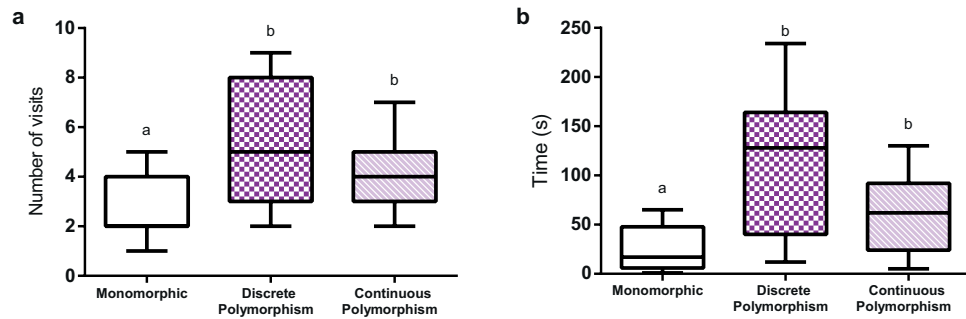 a
Number of visits
10
8
6
4
2
0
a
b
b
Monomorphic
Discrete
Polymorphism
Continuous
Polymorphism
b
Time (s)
250
200
150
100
50
0
a
b
b
Monomorphic
Discrete
Polymorphism
Continuous
Polymorphism